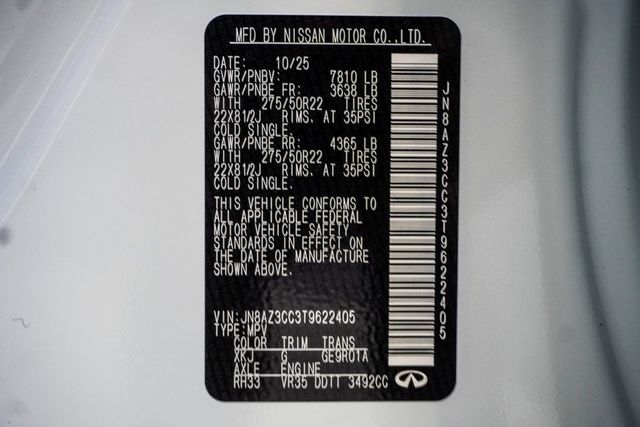 MFD BY NISSAN MOTOR CO.,LTD.
DATE: 10/25
GVWR/PNBV: 7810 LB
GAWR/PNBE FR: 3638 LB
WITH 275/50R22 TIRES
22X81/2J RIMS. AT 35PSI
COLD SINGLE.
GAWR/PNBE RR: 4365 LB
WITH 275/50R22 TIRES
22X81/2J RIMS. AT 35PSI
COLD SINGLE.
THIS VEHICLE CONFORMS TO
ALL APPLICABLE FEDERAL
MOTOR VEHICLE SAFETY
STANDARDS IN EFFECT ON
THE DATE OF MANUFACTURE
SHOWN ABOVE.
VIN:JN8AZ3CC3T9622405
TYPE:MPV
COLOR TRIM TRANS
XKJ G GE9R01A
AXLE ENGINE
RH33 VR35 DDTT 3492CC
JN8AZ3CC3T9622405